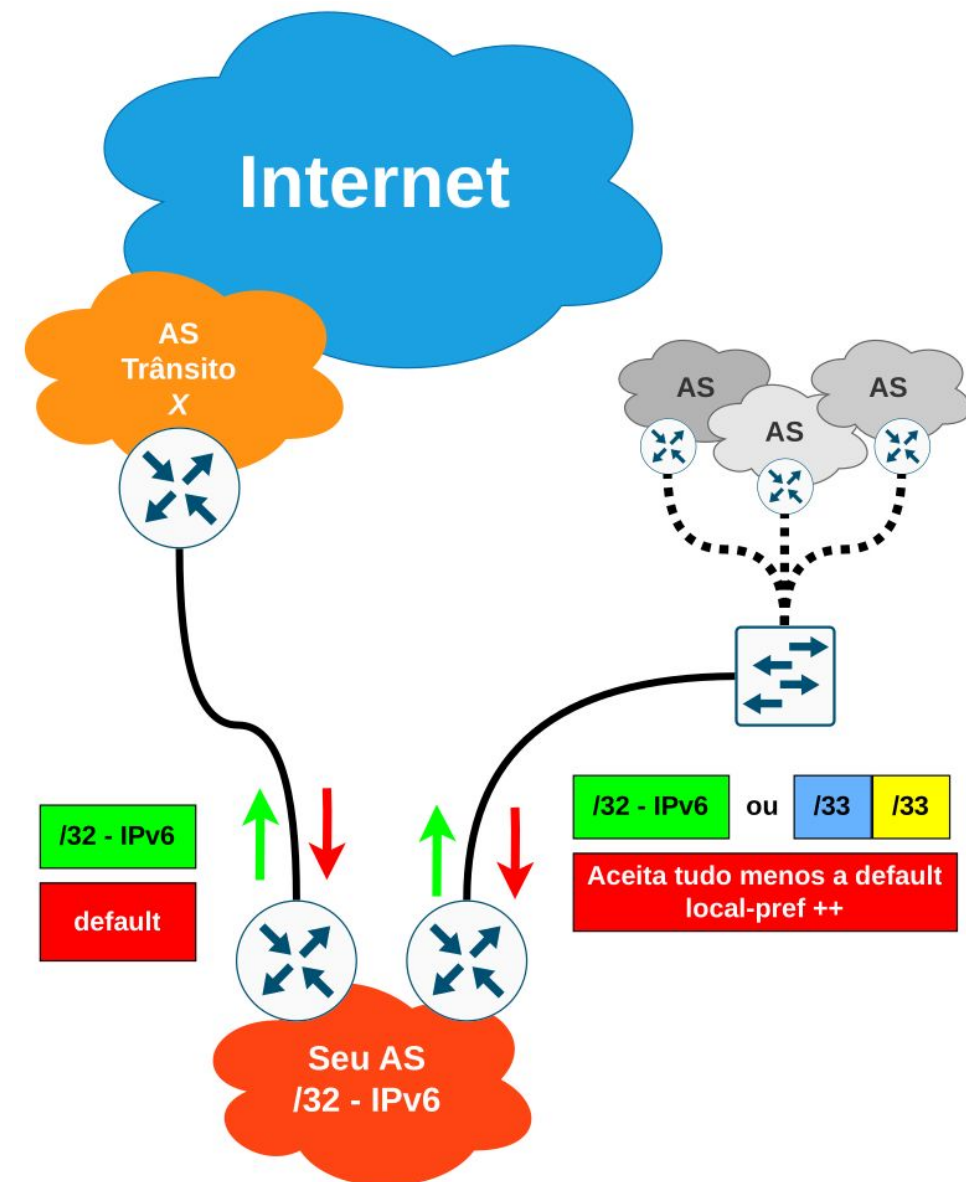 Internet
AS
Trânsito
X
AS
AS
AS
/32 - IPv6
default
/32 - IPv6 ou /33 /33
Aceita tudo menos a default
local-pref ++
Seu AS
/32 - IPv6